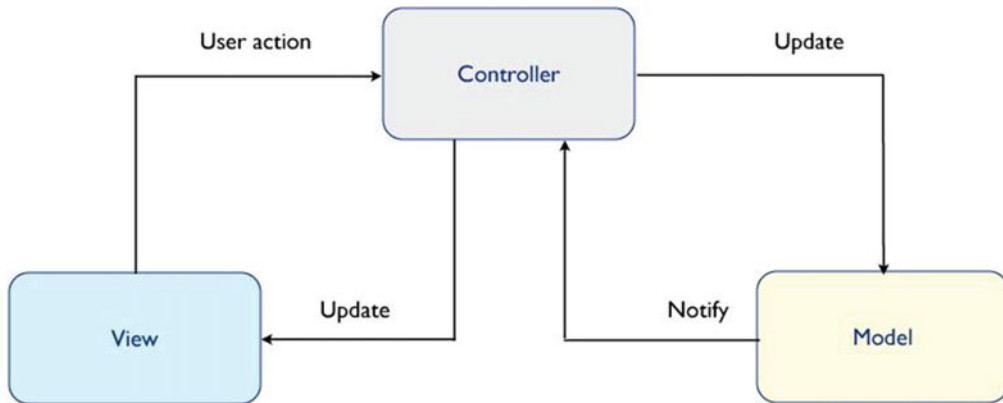 User action
Update
Controller
Update
Notify
View
Model